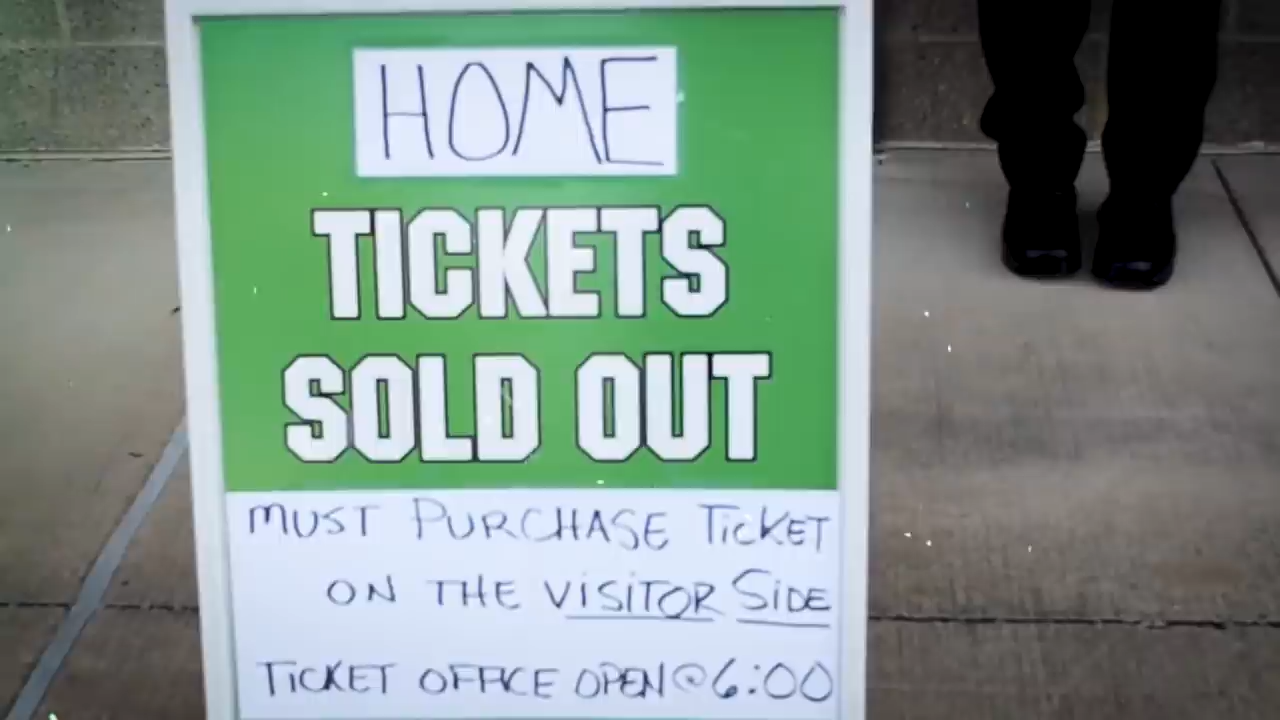 HOME
TICKETS
SOLD OUT
MUST PURCHASE TICKET
ON THE VISITOR SIDE
TICKET OFFICE OPEN @ 6:00